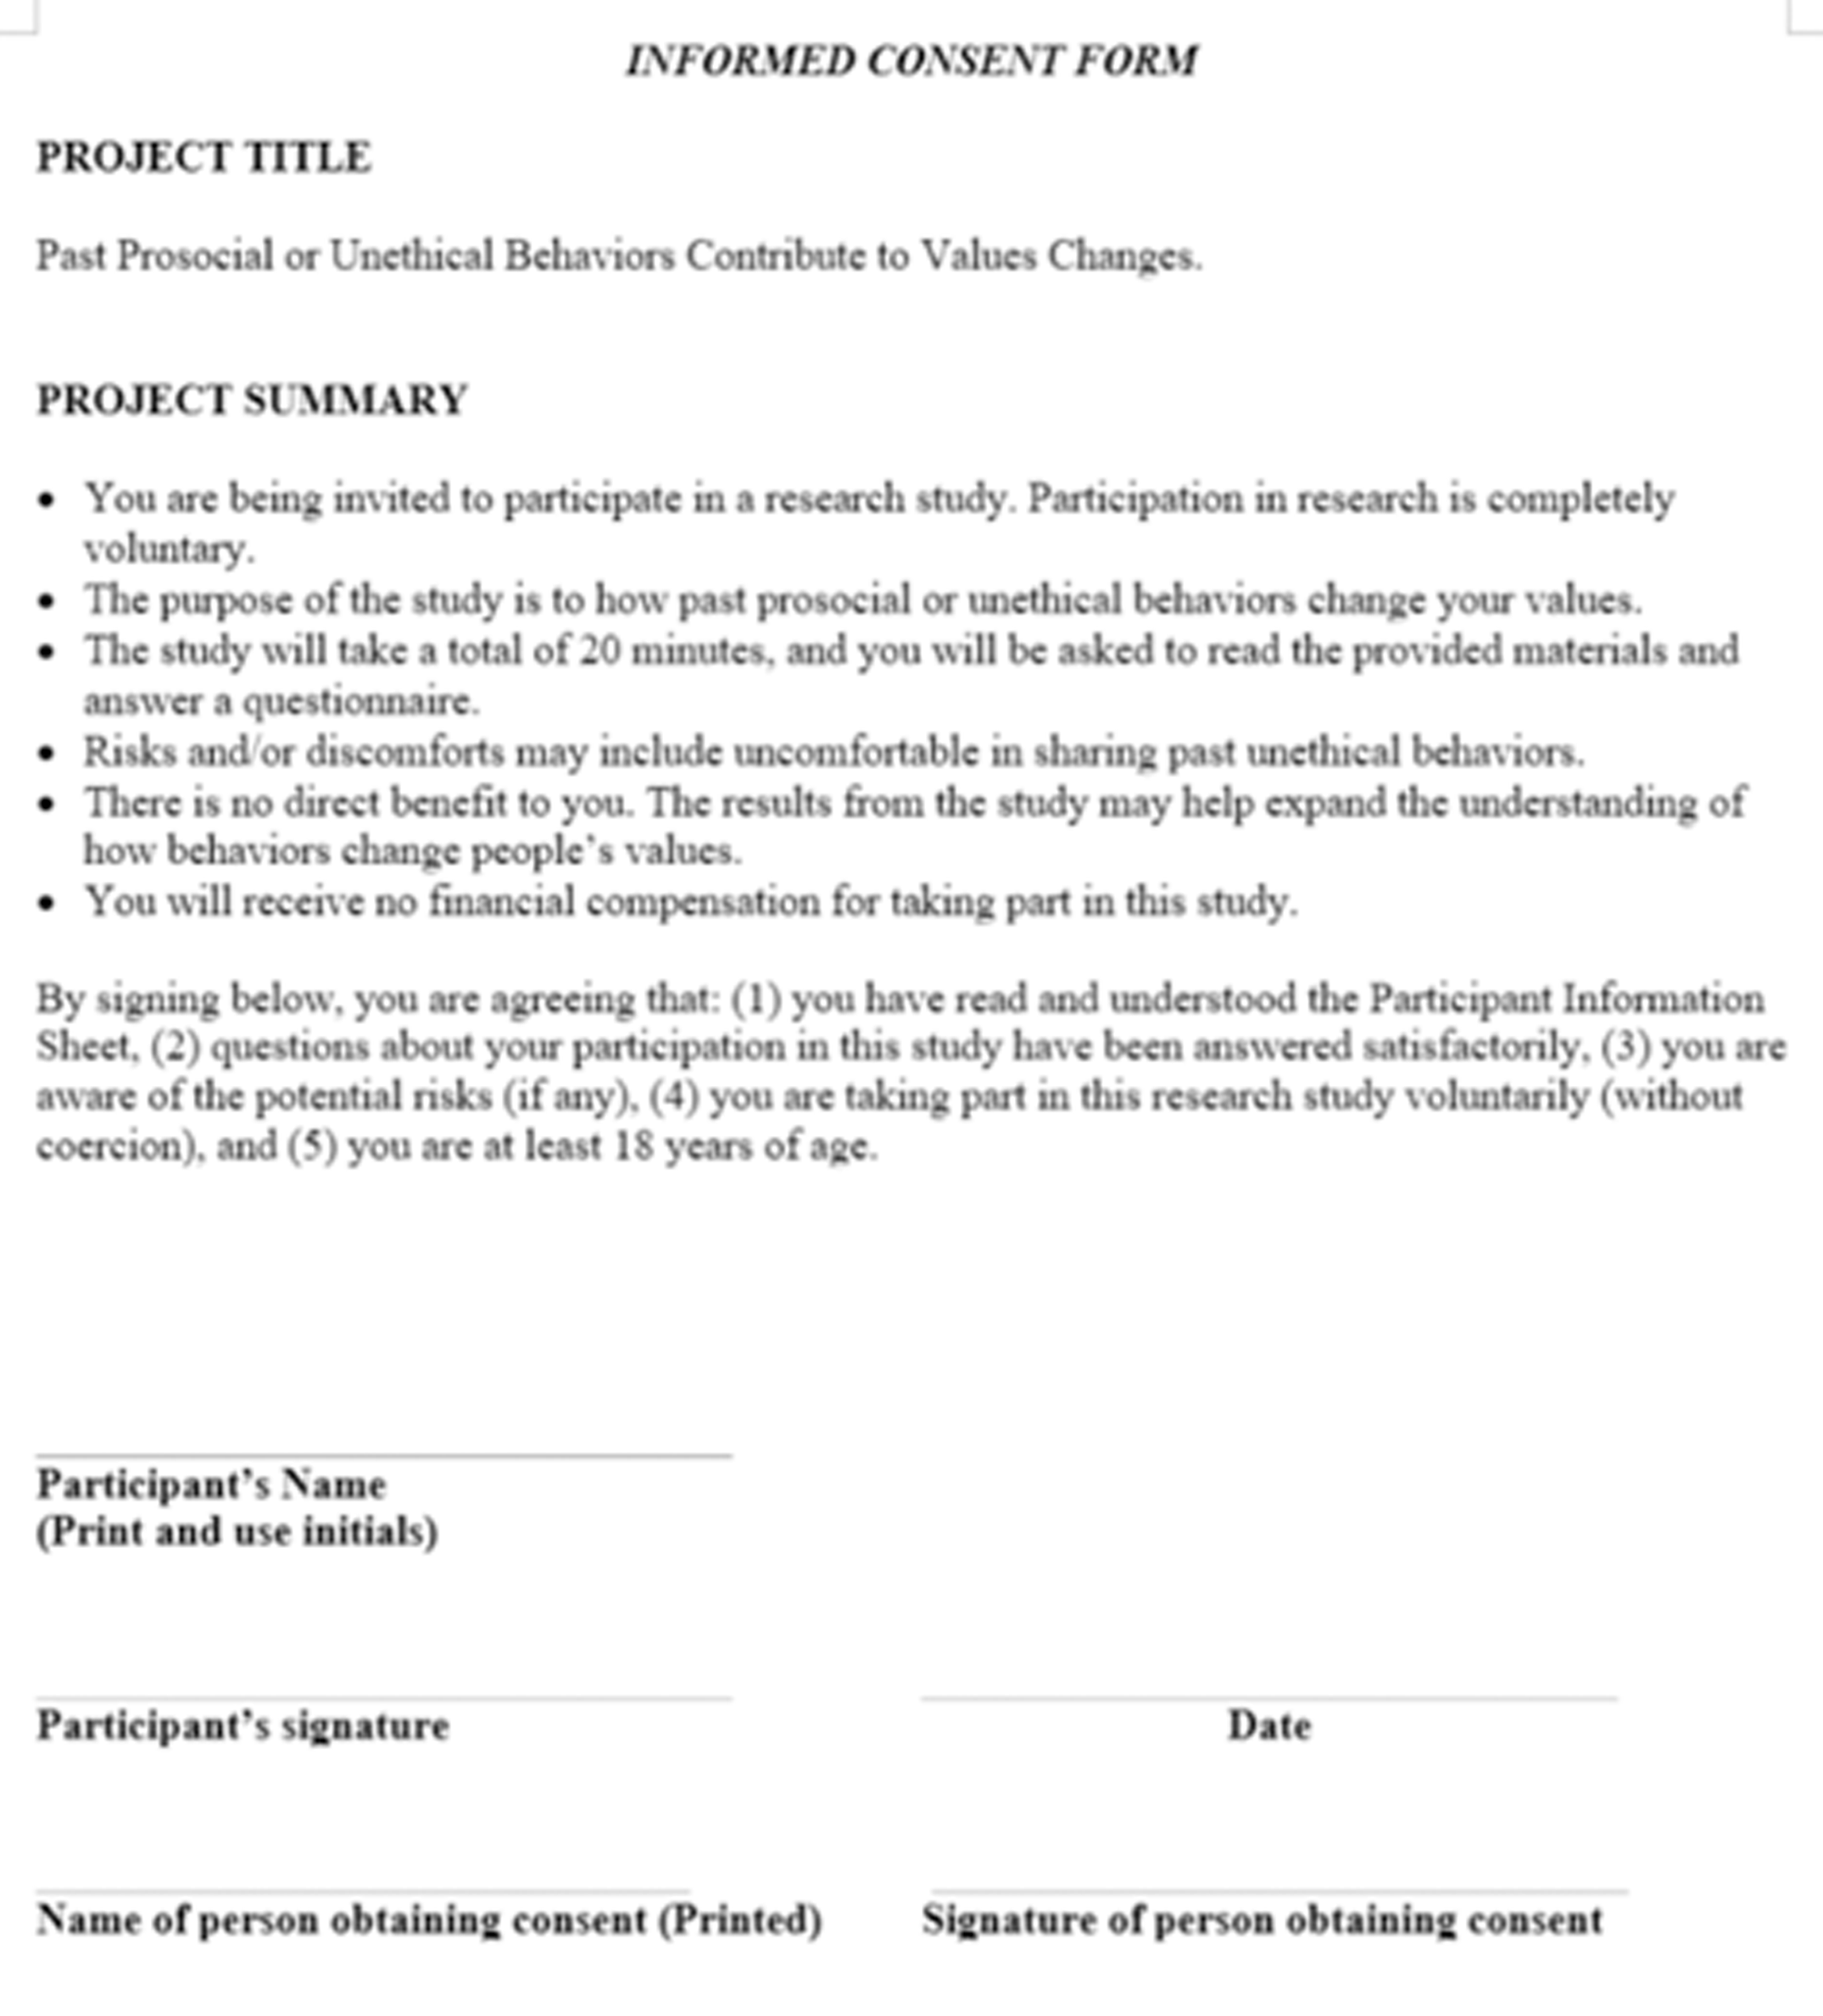 INFORMED CONSENT FORM
PROJECT TITLE
Past Prosocial or Unethical Behaviors Contribute to Values Changes.
PROJECT SUMMARY
• You are being invited to participate in a research study. Participation in research is completely
voluntary.
• The purpose of the study is to how past prosocial or unethical behaviors change your values.
• The study will take a total of 20 minutes, and you will be asked to read the provided materials and
answer a questionnaire.
• Risks and/or discomforts may include uncomfortable in sharing past unethical behaviors.
• There is no direct benefit to you. The results from the study may help expand the understanding of
how behaviors change people’s values.
• You will receive no financial compensation for taking part in this study.
By signing below, you are agreeing that: (1) you have read and understood the Participant Information
Sheet, (2) questions about your participation in this study have been answered satisfactorily, (3) you are
aware of the potential risks (if any), (4) you are taking part in this research study voluntarily (without
coercion), and (5) you are at least 18 years of age.
Participant’s Name
(Print and use initials)
Participant’s signature Date
Name of person obtaining consent (Printed) Signature of person obtaining consent